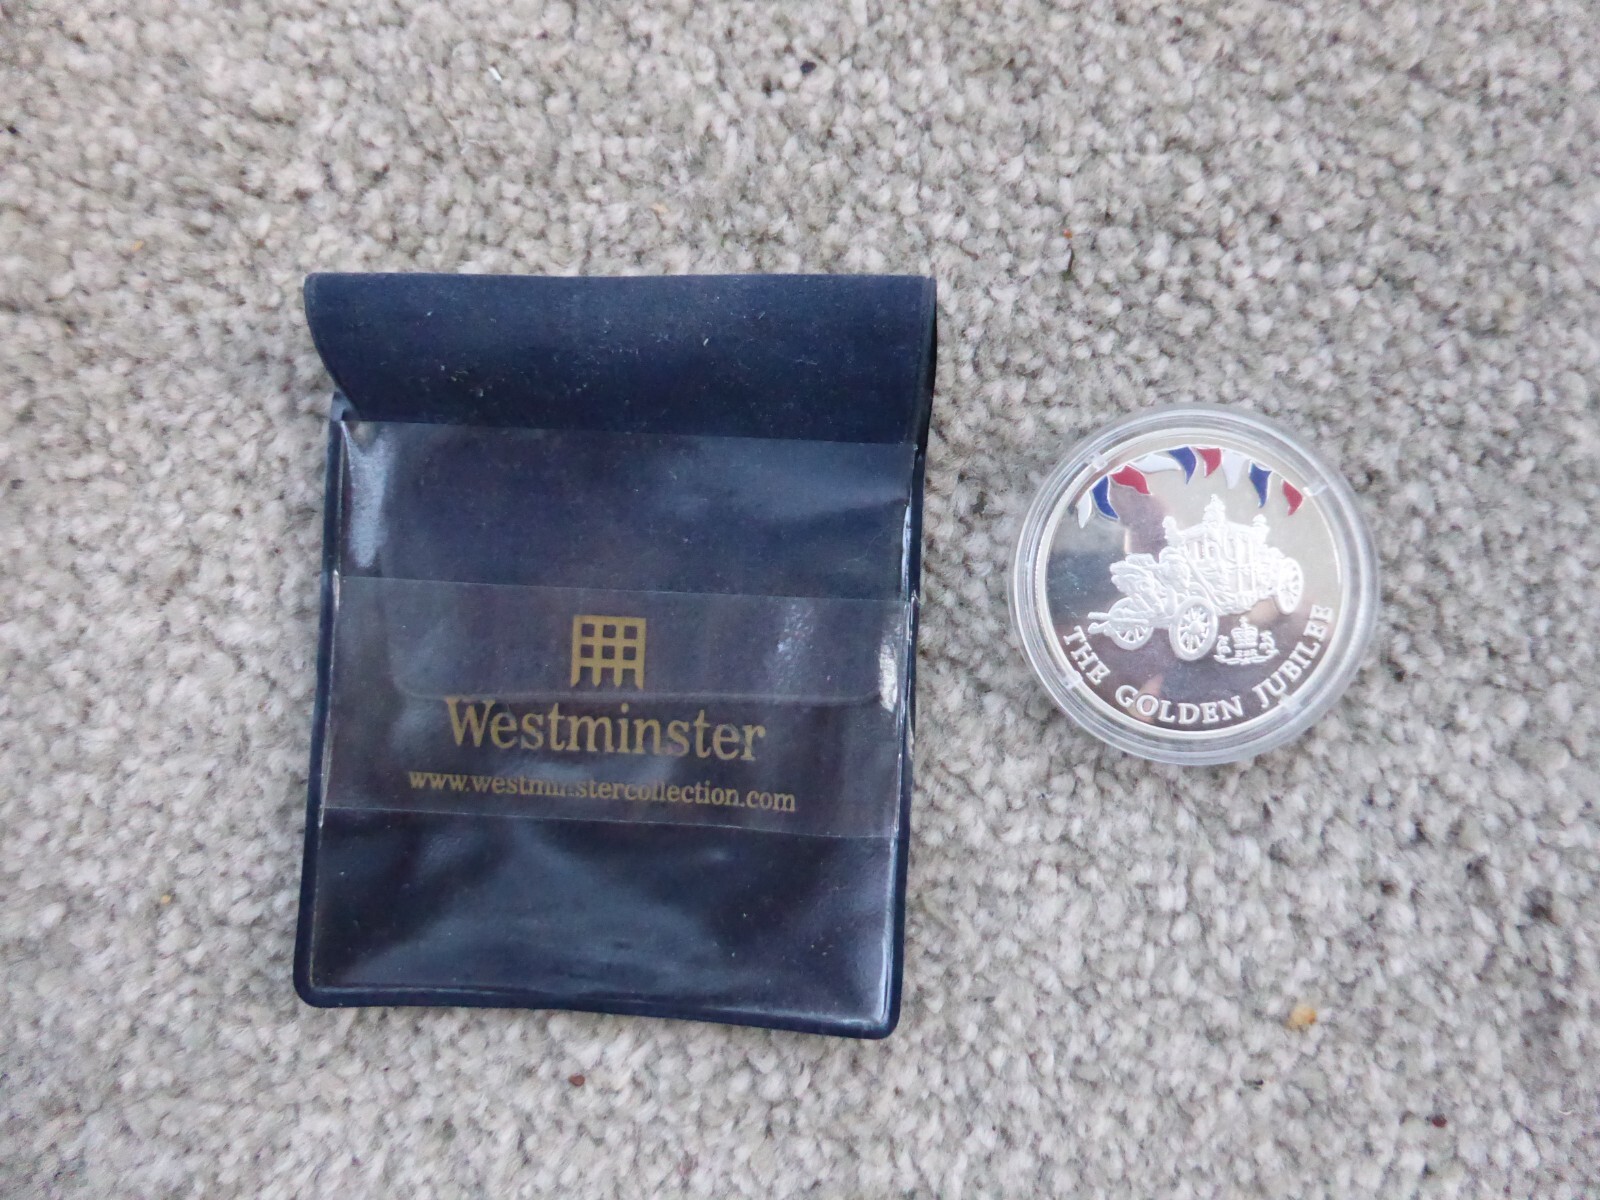 Westminster
www.westminstercollection.com
THE GOLDEN JUBILEE